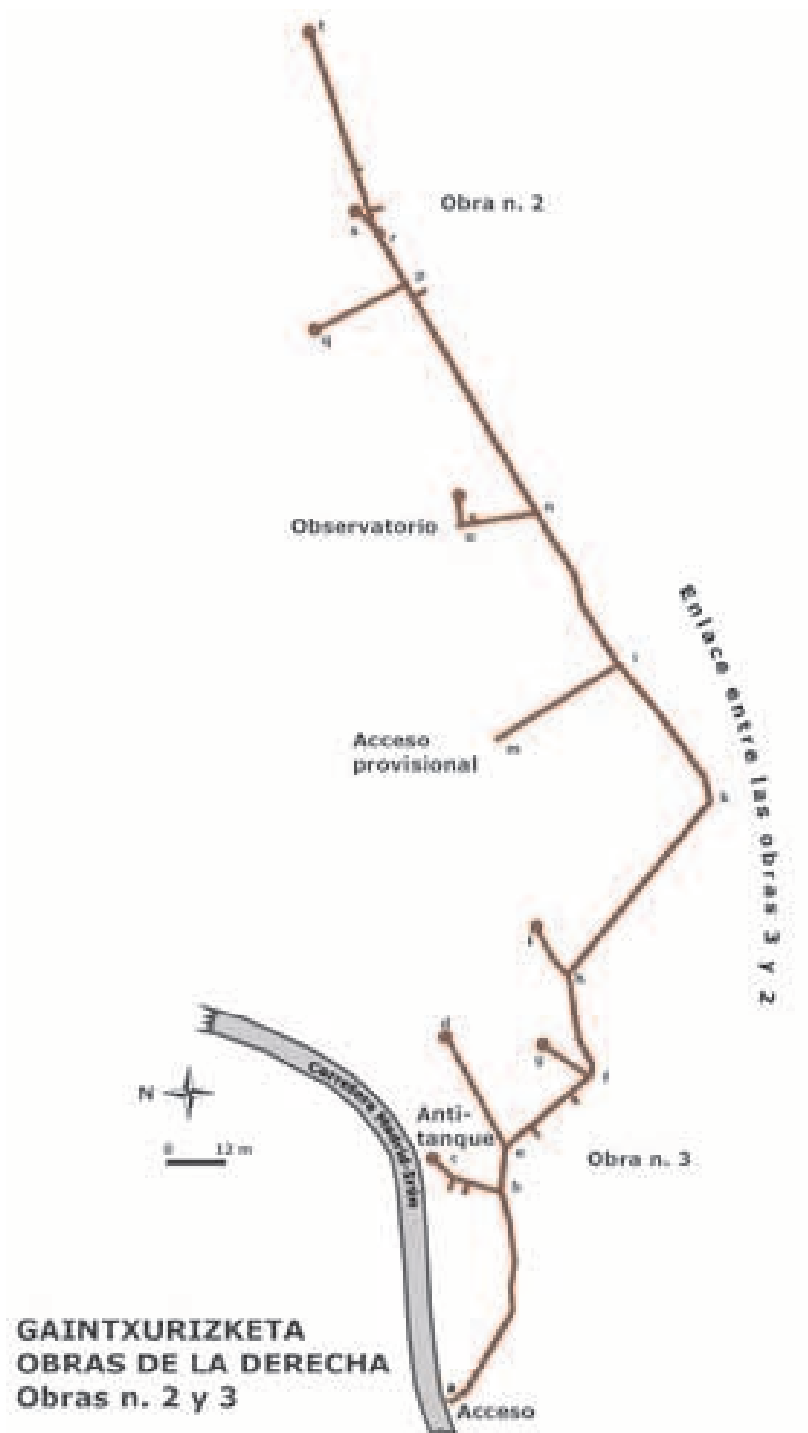 t
Obra n. 2
s
r
p
q
n
Observatorio
o
l
Enlace entre las obras 3 y 2
Acceso
provisional
m
k
i
h
d
g
f
Carretera Madrid-Irún
N
Anti-
tanque
c
e
0 12 m
Obra n. 3
b
GAINTXURIZKETA
OBRAS DE LA DERECHA
Obras n. 2 y 3
a
Acceso